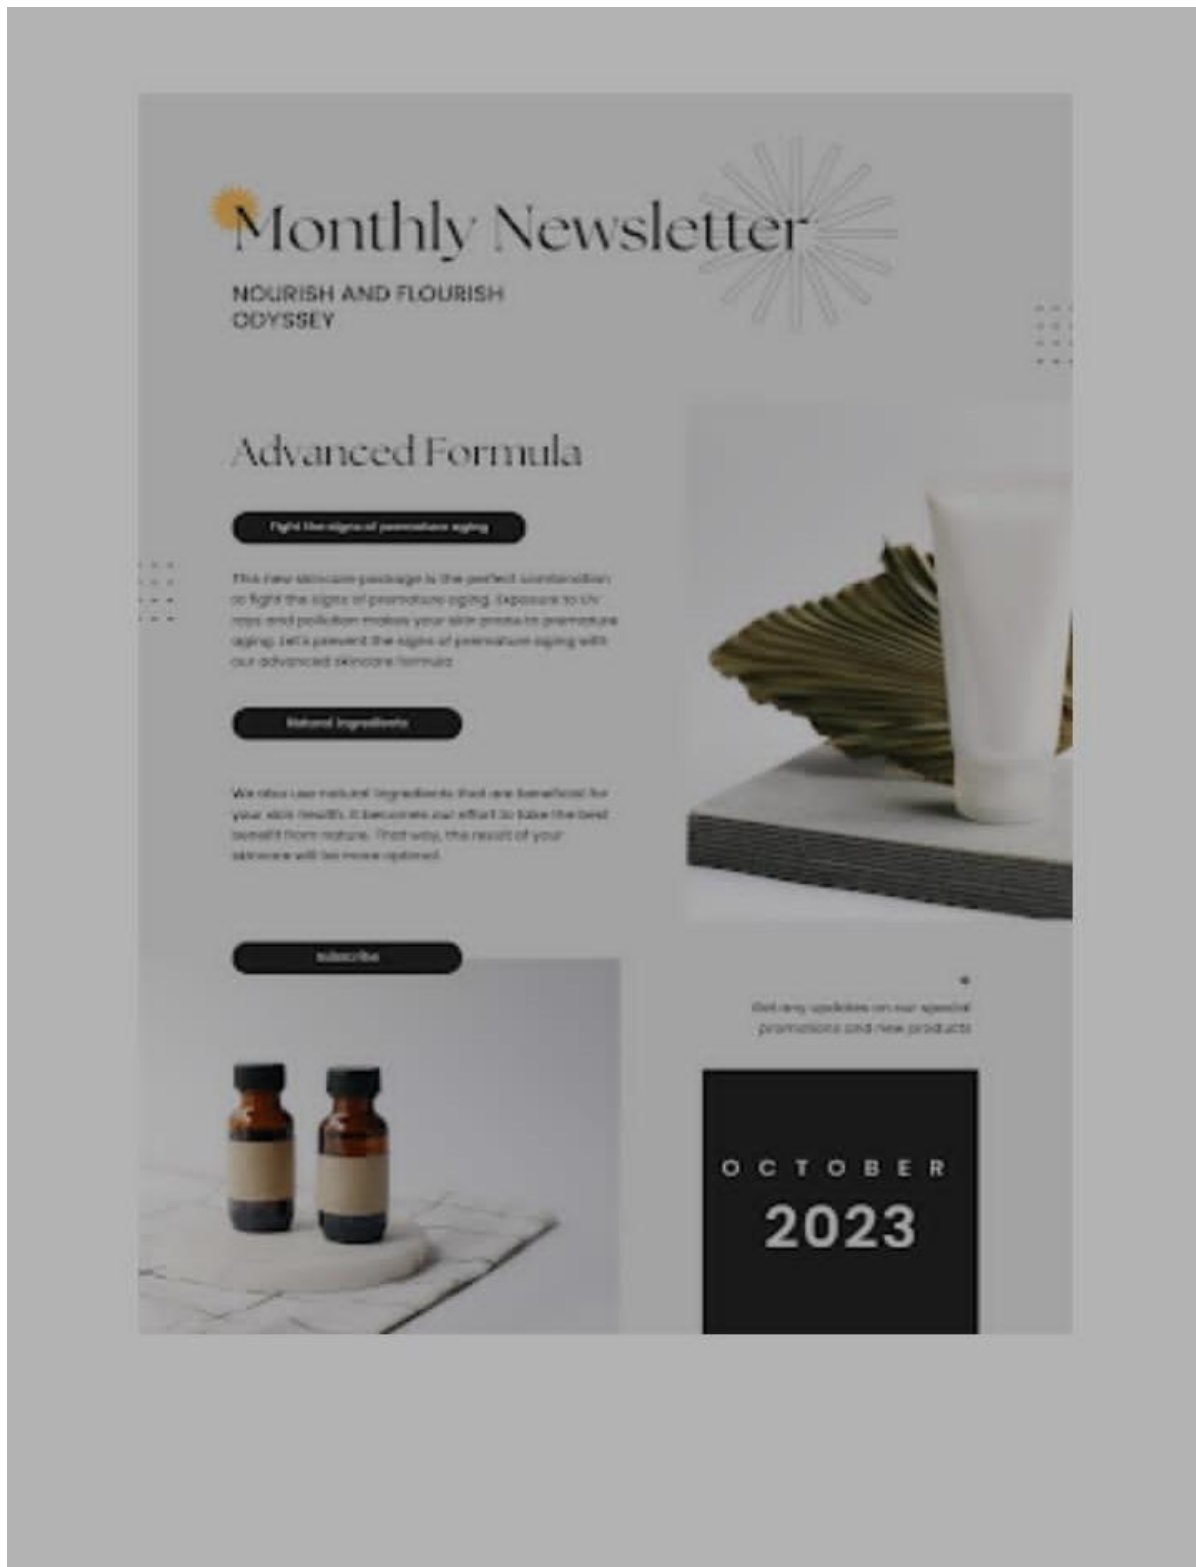 Monthly Newsletter
NOURISH AND FLOURISH
ODYSSEY
Advanced Formula
Fight the signs of premature aging
This new skincare package is the perfect combination
to fight the signs of premature aging. Exposure to UV
rays and pollution makes your skin prone to premature
aging. Let's prevent the signs of premature aging with
our advanced skincare formula
Natural Ingredients
We also use natural ingredients that are beneficial for
your skin health. It becomes our effort to take the best
benefit from nature. That way, the result of your
skincare will be more optimal
subscribe
Get any updates on our special
promotions and new products
OCTOBER
2023